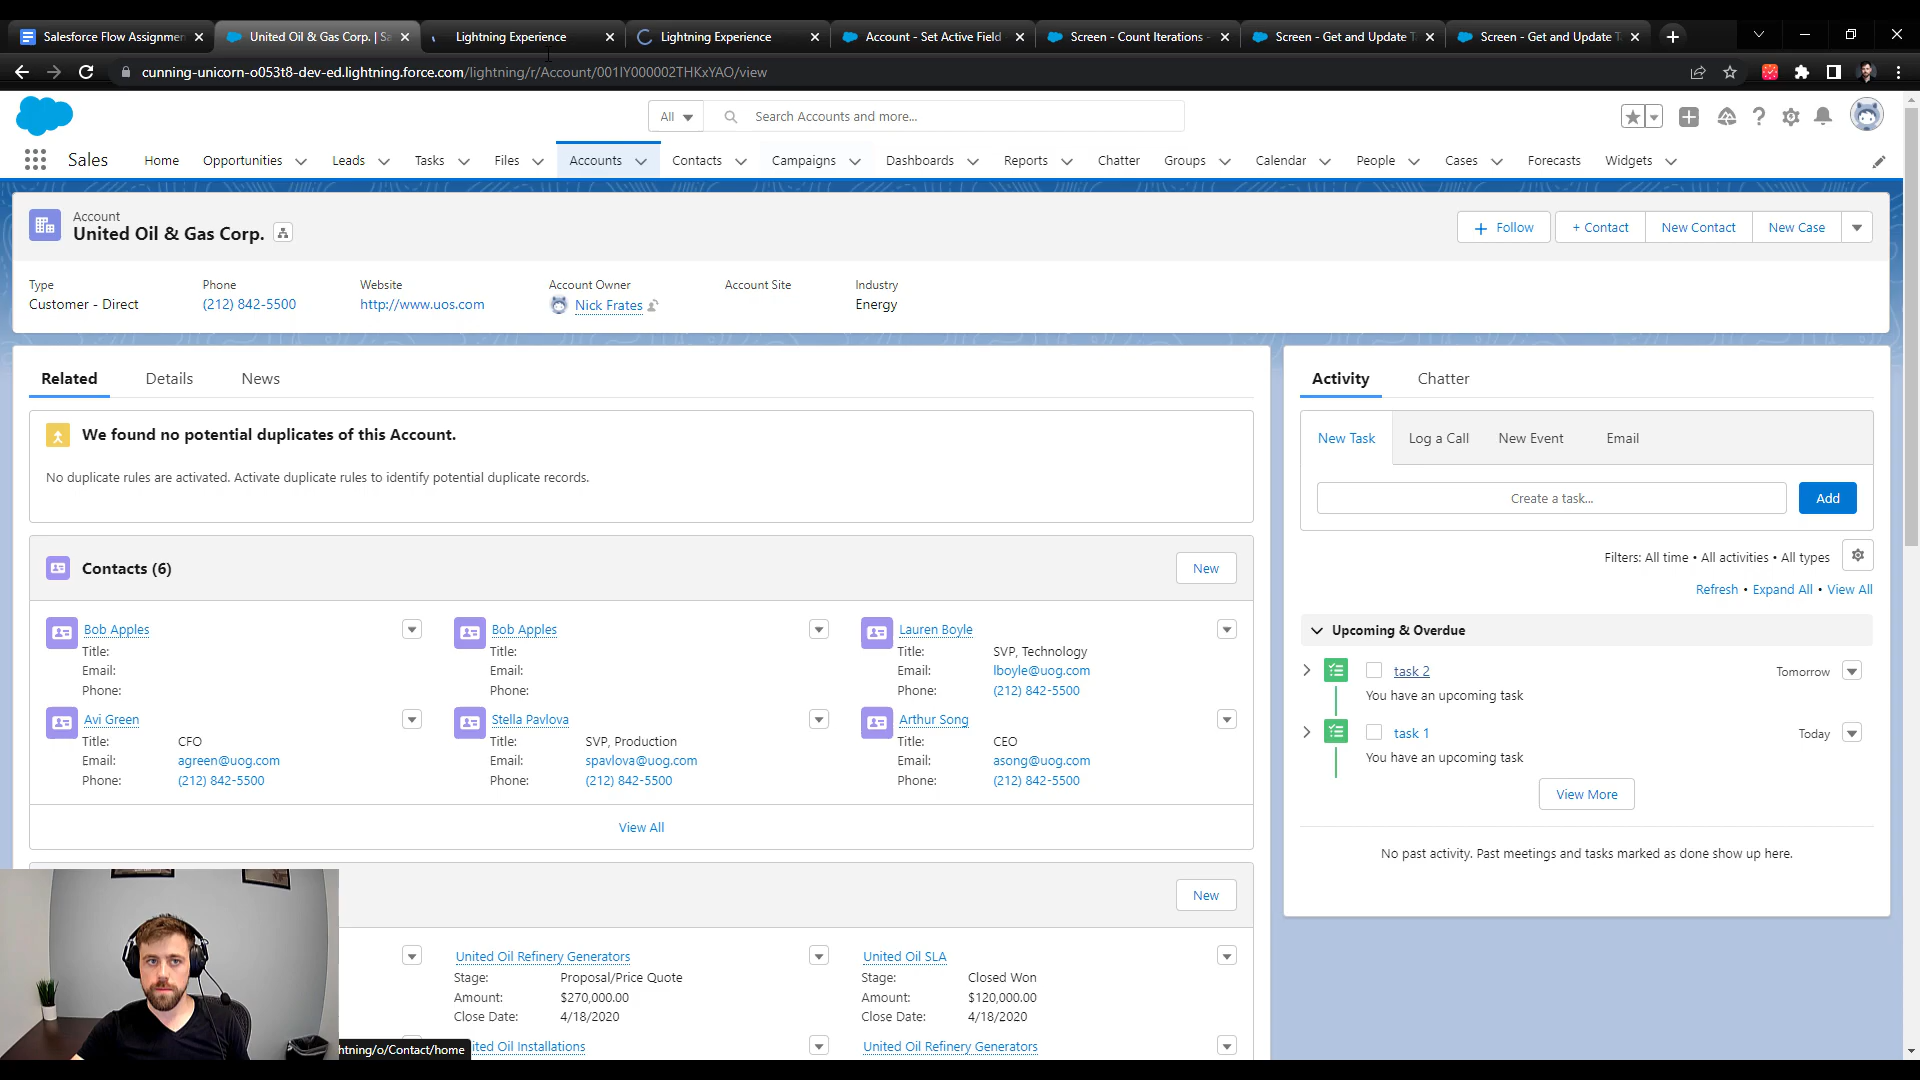 Salesforce Flow Assignmen
United Oil & Gas Corp. | Sa
Lightning Experience
Lightning Experience
Account - Set Active Field
Screen - Count Iterations -
Screen - Get and Update T
Screen - Get and Update T
cunning-unicorn-o053t8-dev-ed.lightning.force.com/lightning/r/Account/001IY000002THKxYAO/view
All
Search Accounts and more...
Sales
Home
Opportunities
Leads
Tasks
Files
Accounts
Contacts
Campaigns
Dashboards
Reports
Chatter
Groups
Calendar
People
Cases
Forecasts
Widgets
Account
United Oil & Gas Corp.
Follow
+ Contact
New Contact
New Case
Type
Customer - Direct
Phone
(212) 842-5500
Website
http://www.uos.com
Account Owner
Nick Frates
Account Site
Industry
Energy
Related
Details
News
We found no potential duplicates of this Account.
No duplicate rules are activated. Activate duplicate rules to identify potential duplicate records.
Contacts (6)
New
Bob Apples
Title:
Email:
Phone:
Bob Apples
Title:
Email:
Phone:
Lauren Boyle
Title: SVP, Technology
Email: lboyle@uog.com
Phone: (212) 842-5500
Avi Green
Title: CFO
Email: agreen@uog.com
Phone: (212) 842-5500
Stella Pavlova
Title: SVP, Production
Email: spavlova@uog.com
Phone: (212) 842-5500
Arthur Song
Title: CEO
Email: asong@uog.com
Phone: (212) 842-5500
View All
New
United Oil Refinery Generators
Stage: Proposal/Price Quote
Amount: $270,000.00
Close Date: 4/18/2020
United Oil SLA
Stage: Closed Won
Amount: $120,000.00
Close Date: 4/18/2020
ited Oil Installations
United Oil Refinery Generators
htning/o/Contact/home
Activity
Chatter
New Task
Log a Call
New Event
Email
Create a task...
Add
Filters: All time • All activities • All types
Refresh • Expand All • View All
Upcoming & Overdue
task 2
Tomorrow
You have an upcoming task
task 1
Today
You have an upcoming task
View More
No past activity. Past meetings and tasks marked as done show up here.